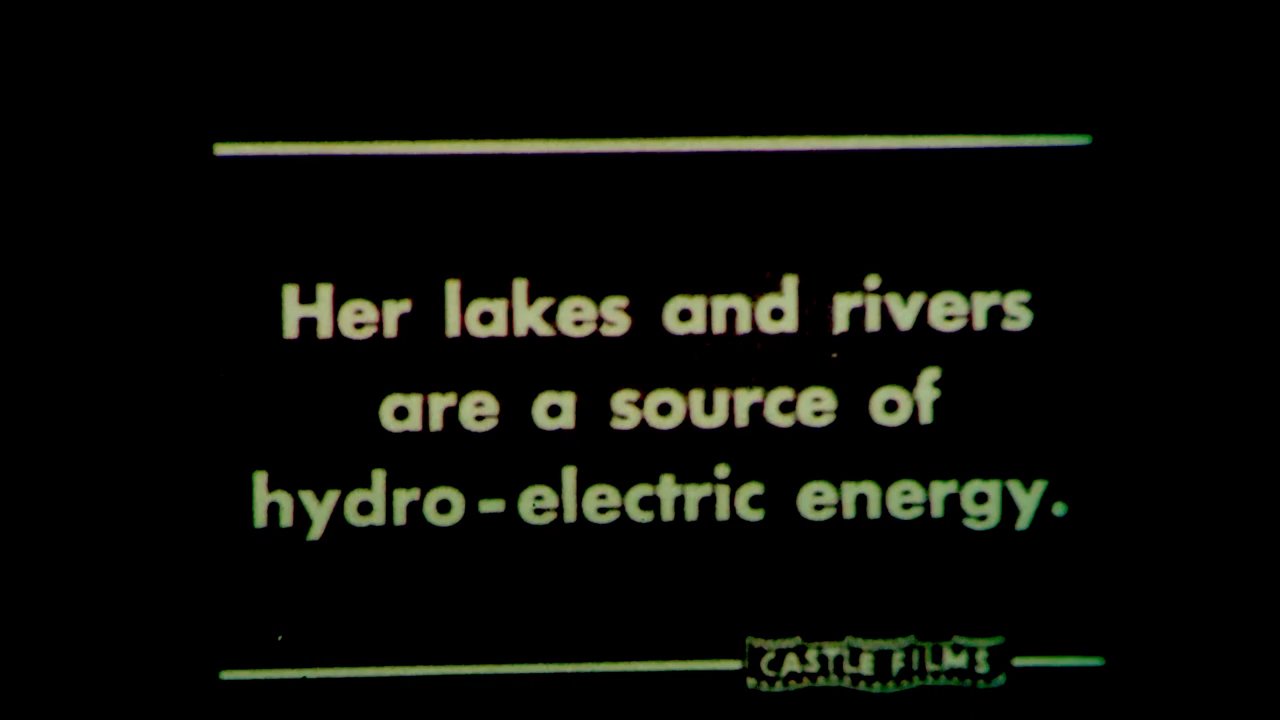 Her lakes and rivers
are a source of
hydro-electric energy.
CASTLE FILMS